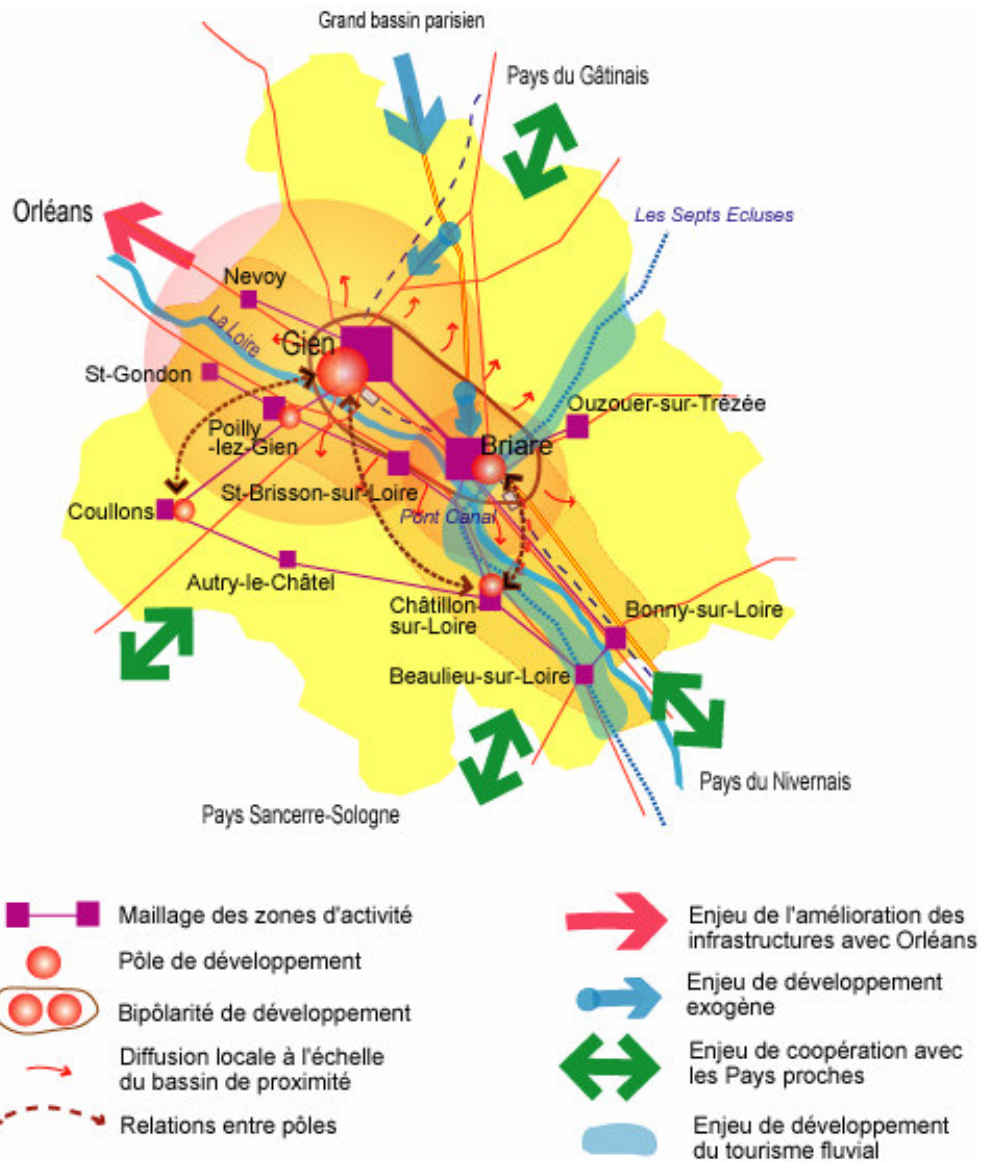 Grand bassin parisien
Pays du Gâtinais
Orléans
Les Septs Ecluses
Nevoy
La Loire
Gien
St-Gondon
Ouzouer-sur-Trézée
Poilly
-lez-Gien
Briare
St-Brisson-sur-Loire
Coullons
Pont Canal
Autry-le-Châtel
Châtillon
-sur-Loire
Bonny-sur-Loire
Beaulieu-sur-Loire
Pays du Nivernais
Pays Sancerre-Sologne
Maillage des zones d'activité
Pôle de développement
Bipôlarité de développement
Diffusion locale à l'échelle
du bassin de proximité
Relations entre pôles
Enjeu de l'amélioration des
infrastructures avec Orléans
Enjeu de développement
exogène
Enjeu de coopération avec
les Pays proches
Enjeu de développement
du tourisme fluvial